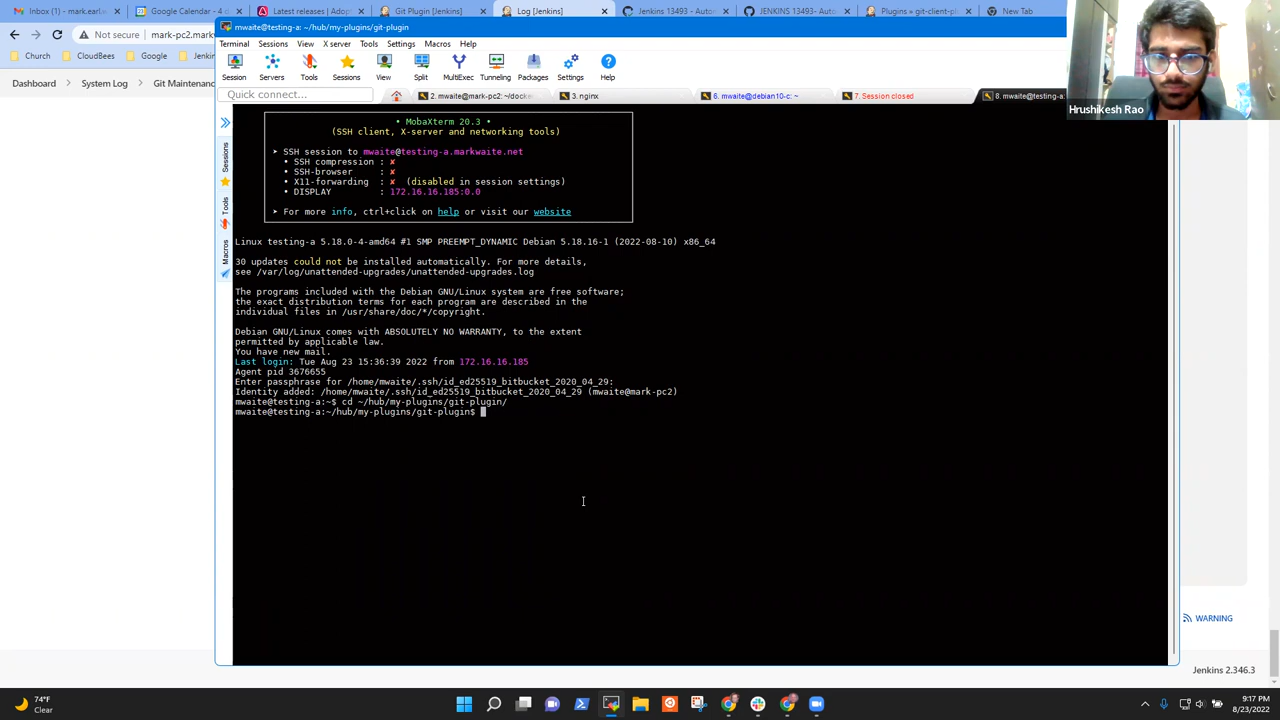 Inbox (1) - mark.earlw
Google Calendar - 4 d
Latest releases | Adop
Git Plugin [Jenkins]
Log [Jenkins]
JENKINS 13493 - Autom
JENKINS 13493 - Autom
Plugins « git-client-pl
New Tab
Not secure
mark-pc2.mark
Church
CloudBees
Google
Jenkin
Dashboard
Log [Jenkins]
Git Maintenanc
mwaite@testing-a: ~/hub/my-plugins/git-plugin
Terminal Sessions View X server Tools Settings Macros Help
Session Servers Tools Sessions View Split MultiExec Tunneling Packages Settings Help
Quick connect...
2. mwaite@mark-pc2: ~/docke
3. nginx
6. mwaite@debian10-c: ~
7. Session closed
8. mwaite@testing-a:
Hrushikesh Rao
Sessions
Tools
Macros
• MobaXterm 20.3 •
(SSH client, X-server and networking tools)
➤ SSH session to mwaite@testing-a.markwaite.net
• SSH compression : ✘
• SSH-browser : ✘
• X11-forwarding : ✘ (disabled in session settings)
• DISPLAY : 172.16.16.185:0.0
➤ For more info, ctrl+click on help or visit our website
Linux testing-a 5.18.0-4-amd64 #1 SMP PREEMPT_DYNAMIC Debian 5.18.16-1 (2022-08-10) x86_64
30 updates could not be installed automatically. For more details,
see /var/log/unattended-upgrades/unattended-upgrades.log
The programs included with the Debian GNU/Linux system are free software;
the exact distribution terms for each program are described in the
individual files in /usr/share/doc/*/copyright.
Debian GNU/Linux comes with ABSOLUTELY NO WARRANTY, to the extent
permitted by applicable law.
You have new mail.
Last login: Tue Aug 23 15:36:39 2022 from 172.16.16.185
Agent pid 3676655
Enter passphrase for /home/mwaite/.ssh/id_ed25519_bitbucket_2020_04_29:
Identity added: /home/mwaite/.ssh/id_ed25519_bitbucket_2020_04_29 (mwaite@mark-pc2)
mwaite@testing-a:~$ cd ~/hub/my-plugins/git-plugin/
mwaite@testing-a:~/hub/my-plugins/git-plugin$
WARNING
Jenkins 2.346.3
74°F
Clear
9:17 PM
8/23/2022